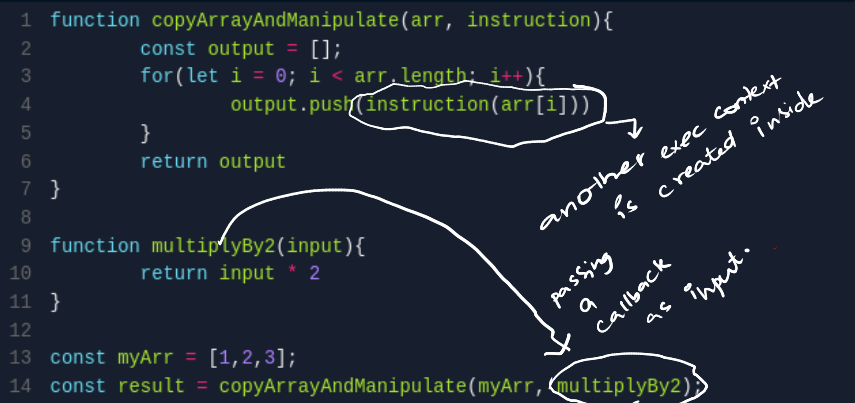 1 function copyArrayAndManipulate(arr, instruction){
2 const output = [];
3 for(let i = 0; i < arr.length; i++){
4 output.push(instruction(arr[i]))
5 }
6 return output
7 }
8
9 function multiplyBy2(input){
10 return input * 2
11 }
12
13 const myArr = [1,2,3];
14 const result = copyArrayAndManipulate(myArr, multiplyBy2);
another exec context
is created inside
passing
a
callback
as input.